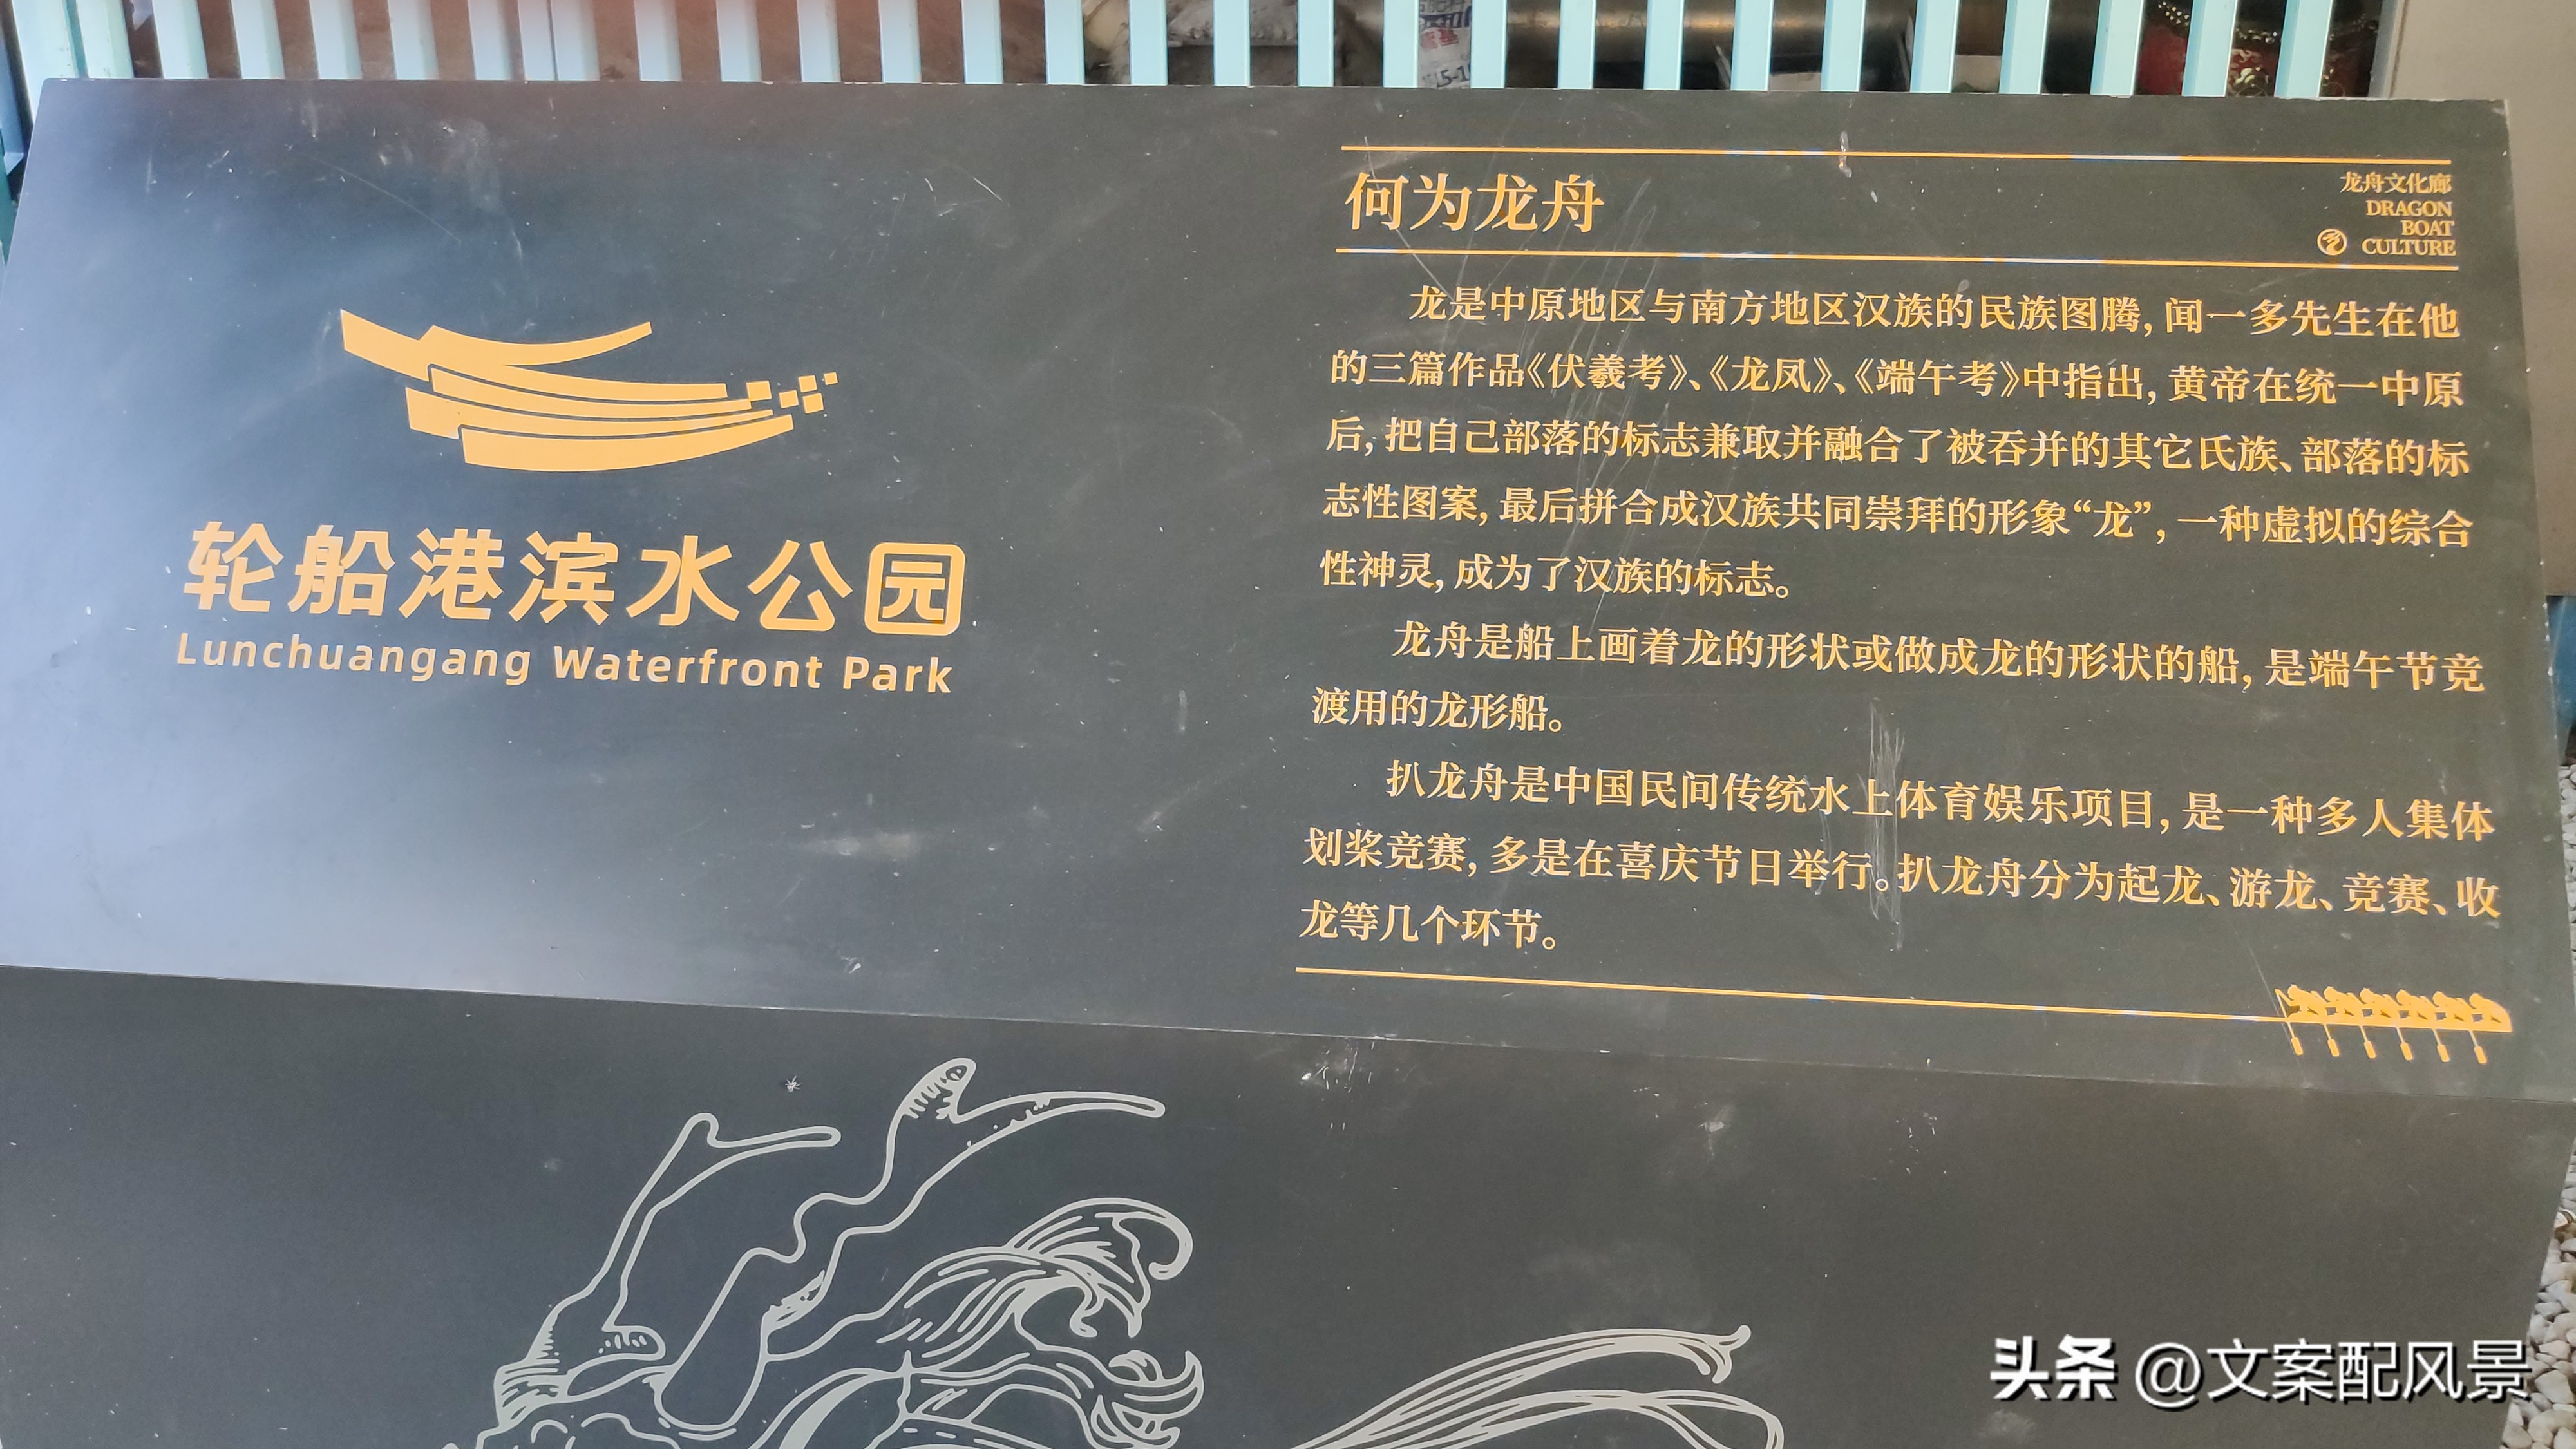 轮船港滨水公园
Lunchuangang Waterfront Park
何为龙舟
龙舟文化廊
DRAGON
BOAT
CULTURE
龙是中原地区与南方地区汉族的民族图腾,闻一多先生在他
的三篇作品《伏羲考》、《龙凤》、《端午考》中指出,黄帝在统一中原
后,把自己部落的标志兼取并融合了被吞并的其它氏族、部落的标
志性图案,最后拼合成汉族共同崇拜的形象“龙”,一种虚拟的综合
性神灵,成为了汉族的标志。
龙舟是船上画着龙的形状或做成龙的形状的船,是端午节竞
渡用的龙形船。
扒龙舟是中国民间传统水上体育娱乐项目,是一种多人集体
划桨竞赛,多是在喜庆节日举行。扒龙舟分为起龙、游龙、竞赛、收
龙等几个环节。
头条 @文案配风景